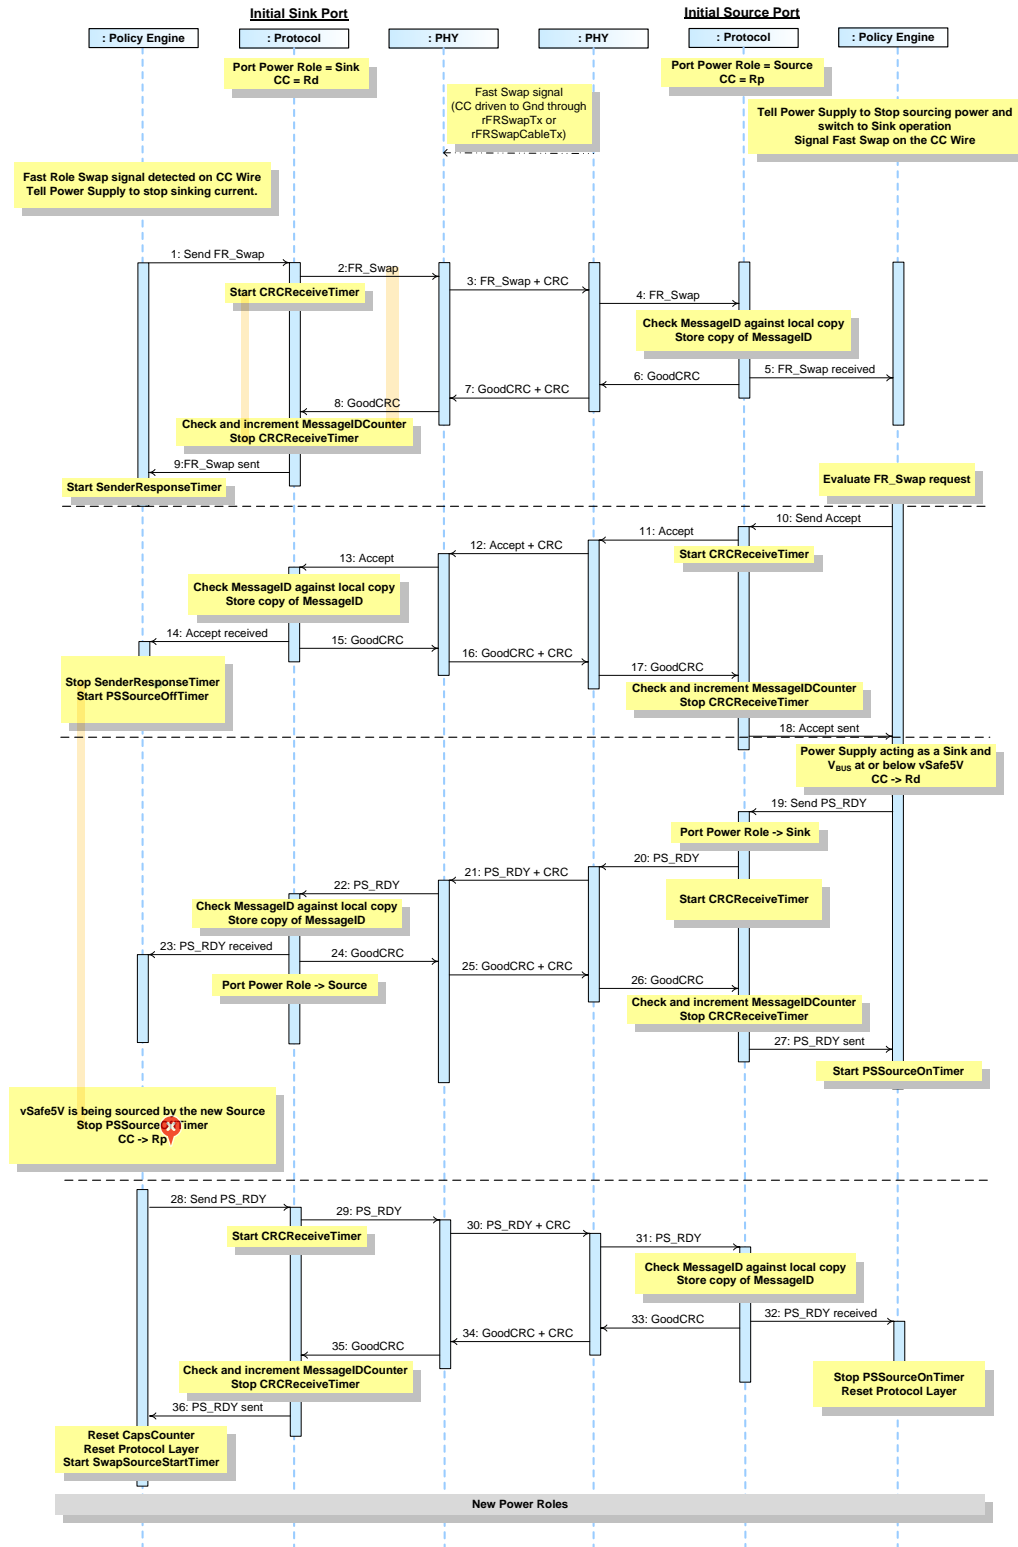 Initial Sink Port
Initial Source Port
: Policy Engine
: Protocol
: PHY
: PHY
: Protocol
: Policy Engine
Port Power Role = Sink
CC = Rd
Port Power Role = Source
CC = Rp
Fast Swap signal
(CC driven to Gnd through
rFRSwapTx or
rFRSwapCableTx)
Tell Power Supply to Stop sourcing power and
switch to Sink operation
Signal Fast Swap on the CC Wire
Fast Role Swap signal detected on CC Wire
Tell Power Supply to stop sinking current.
1: Send FR_Swap
2:FR_Swap
Start CRCReceiveTimer
3: FR_Swap + CRC
4: FR_Swap
Check MessageID against local copy
Store copy of MessageID
5: FR_Swap received
6: GoodCRC
7: GoodCRC + CRC
8: GoodCRC
Check and increment MessageIDCounter
Stop CRCReceiveTimer
9:FR_Swap sent
Start SenderResponseTimer
Evaluate FR_Swap request
10: Send Accept
11: Accept
Start CRCReceiveTimer
12: Accept + CRC
13: Accept
Check MessageID against local copy
Store copy of MessageID
14: Accept received
15: GoodCRC
16: GoodCRC + CRC
17: GoodCRC
Stop SenderResponseTimer
Start PSSourceOffTimer
Check and increment MessageIDCounter
Stop CRCReceiveTimer
18: Accept sent
Power Supply acting as a Sink and
VBUS at or below vSafe5V
CC -> Rd
19: Send PS_RDY
Port Power Role -> Sink
20: PS_RDY
Start CRCReceiveTimer
21: PS_RDY + CRC
22: PS_RDY
Check MessageID against local copy
Store copy of MessageID
23: PS_RDY received
24: GoodCRC
25: GoodCRC + CRC
26: GoodCRC
Port Power Role -> Source
Check and increment MessageIDCounter
Stop CRCReceiveTimer
27: PS_RDY sent
Start PSSourceOnTimer
vSafe5V is being sourced by the new Source
Stop PSSourceOffTimer
CC -> Rp
28: Send PS_RDY
29: PS_RDY
Start CRCReceiveTimer
30: PS_RDY + CRC
31: PS_RDY
Check MessageID against local copy
Store copy of MessageID
32: PS_RDY received
33: GoodCRC
34: GoodCRC + CRC
35: GoodCRC
Check and increment MessageIDCounter
Stop CRCReceiveTimer
Stop PSSourceOnTimer
Reset Protocol Layer
36: PS_RDY sent
Reset CapsCounter
Reset Protocol Layer
Start SwapSourceStartTimer
New Power Roles